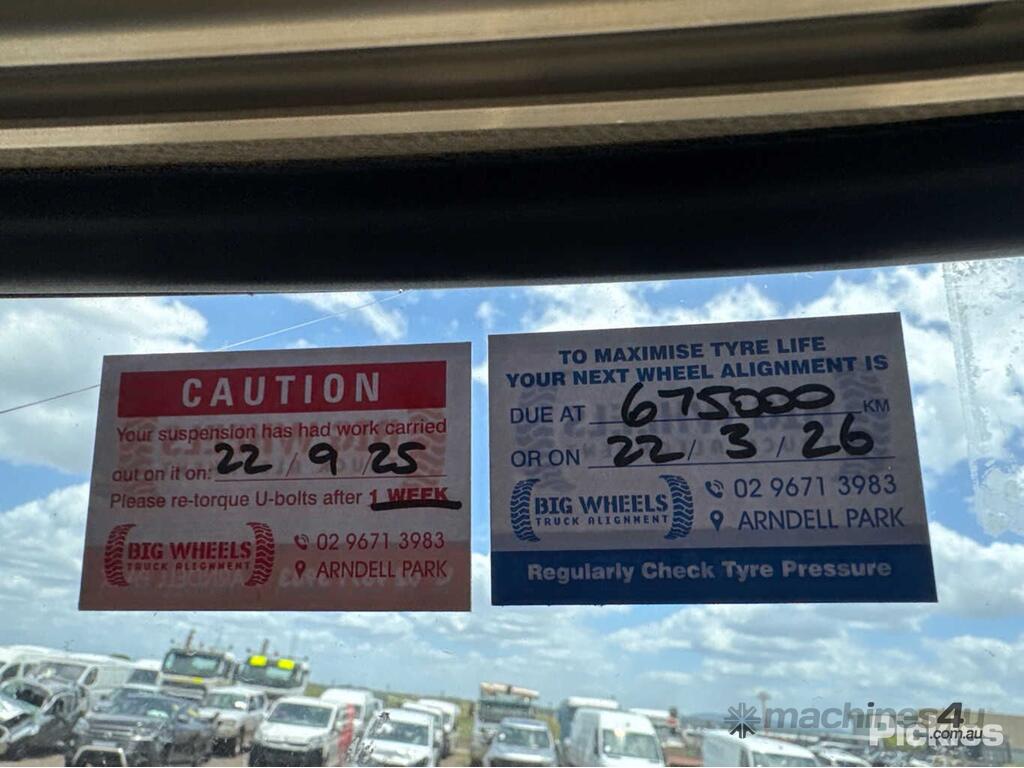 CAUTION
Your suspension has had work carried
out on it on: 22/9/25
Please re-torque U-bolts after 1 WEEK
BIG WHEELS
TRUCK ALIGNMENT
02 9671 3983
ARNDELL PARK
TO MAXIMISE TYRE LIFE
YOUR NEXT WHEEL ALIGNMENT IS
DUE AT 675000 KM
OR ON 22/3/26
BIG WHEELS
TRUCK ALIGNMENT
02 9671 3983
ARNDELL PARK
Regularly Check Tyre Pressure
machines4u
.com.au
Pickles